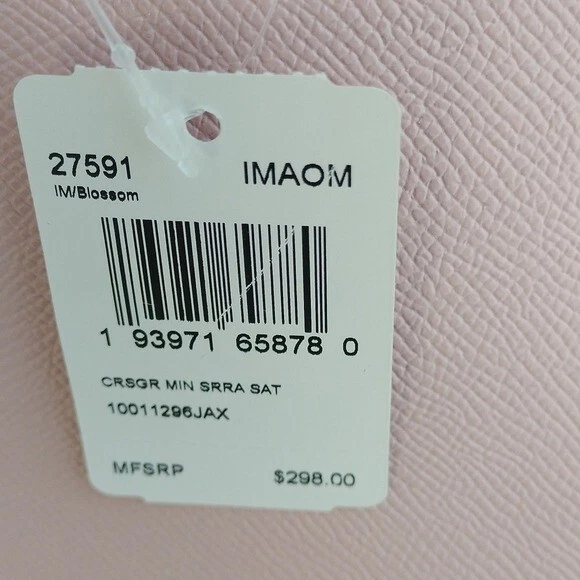 27591 IMAOM
IM/Blossom
1 93971 65878 0
CRSGR MIN SRRA SAT
10011296JAX
MFSRP $298.00